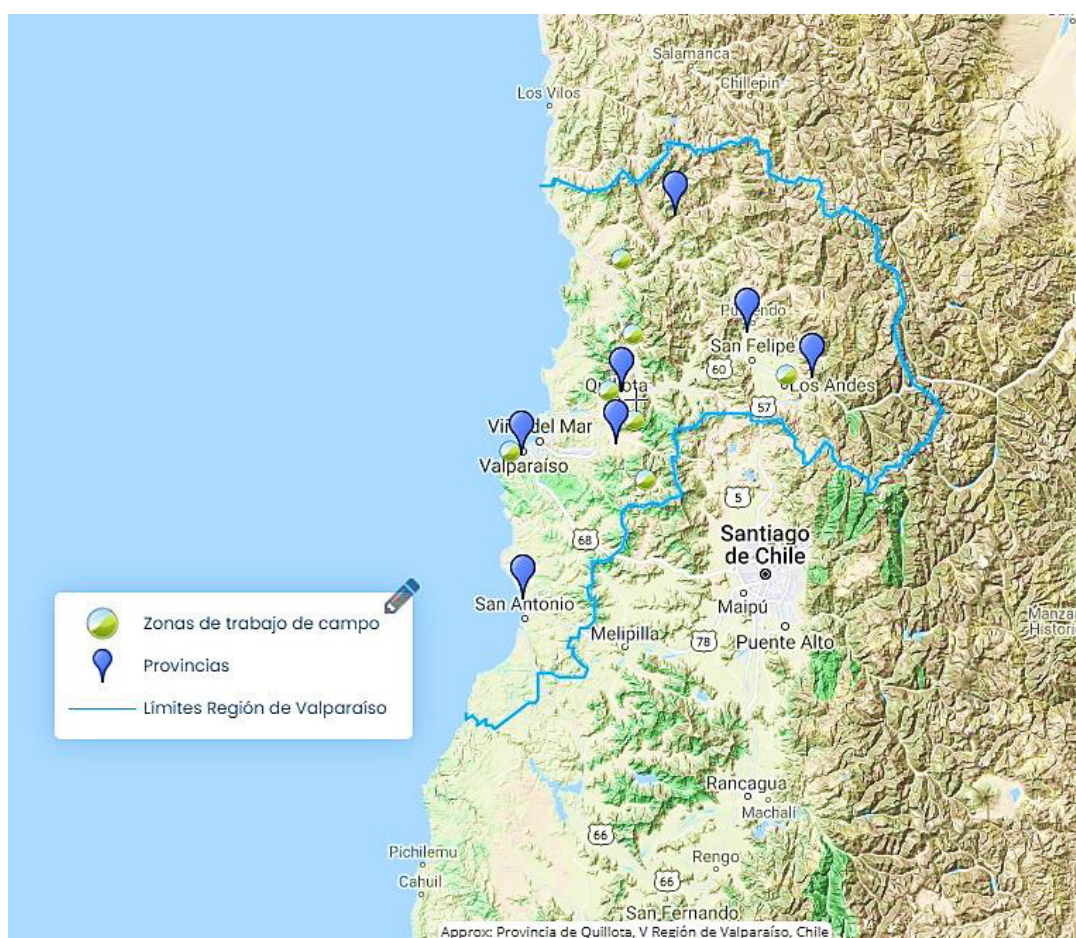 Salamanca
Chillepin
Los Vilos
San Felipe
60
Quillota
Los Andes
57
Viña del Mar
Valparaíso
5
Santiago
de Chile
68
San Antonio
Maipú
Melipilla
78
Puente Alto
Zonas de trabajo de campo
Provincias
Límites Región de Valparaíso
Rancagua
Machalí
66
Pichilemu
Rengo
Cahuil
66
San Fernando
Approx: Provincia de Quillota, V Región de Valparaíso, Chile